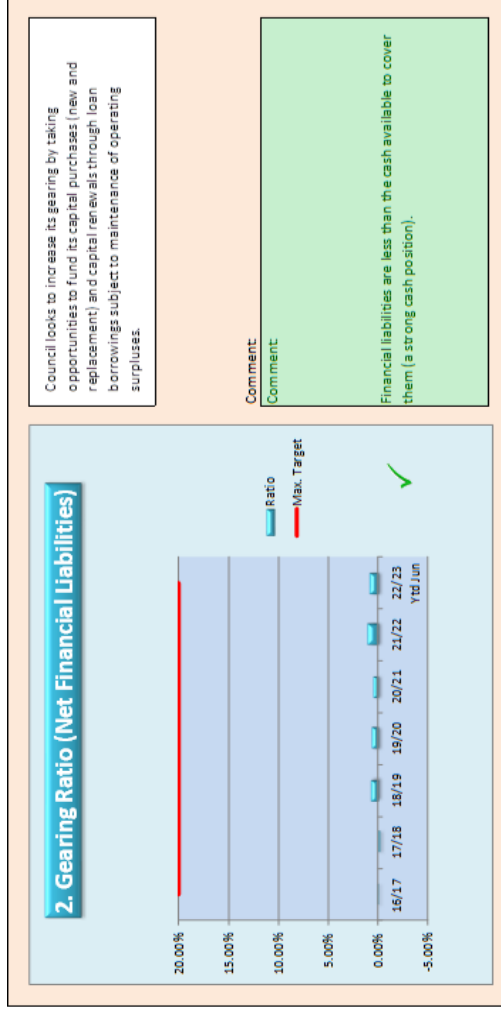 2. Gearing Ratio (Net Financial Liabilities)
20.00%
15.00%
10.00%
5.00%
0.00%
-5.00%
16/17 17/18 18/19 19/20 20/21 21/22 22/23
Ytd Jun
Ratio
Max. Target
Council looks to increase its gearing by taking
opportunities to fund its capital purchases (new and
replacement) and capital renewals through loan
borrowings subject to maintenance of operating
surpluses.
Comment:
Comment:
Financial liabilities are less than the cash available to cover
them (a strong cash position).